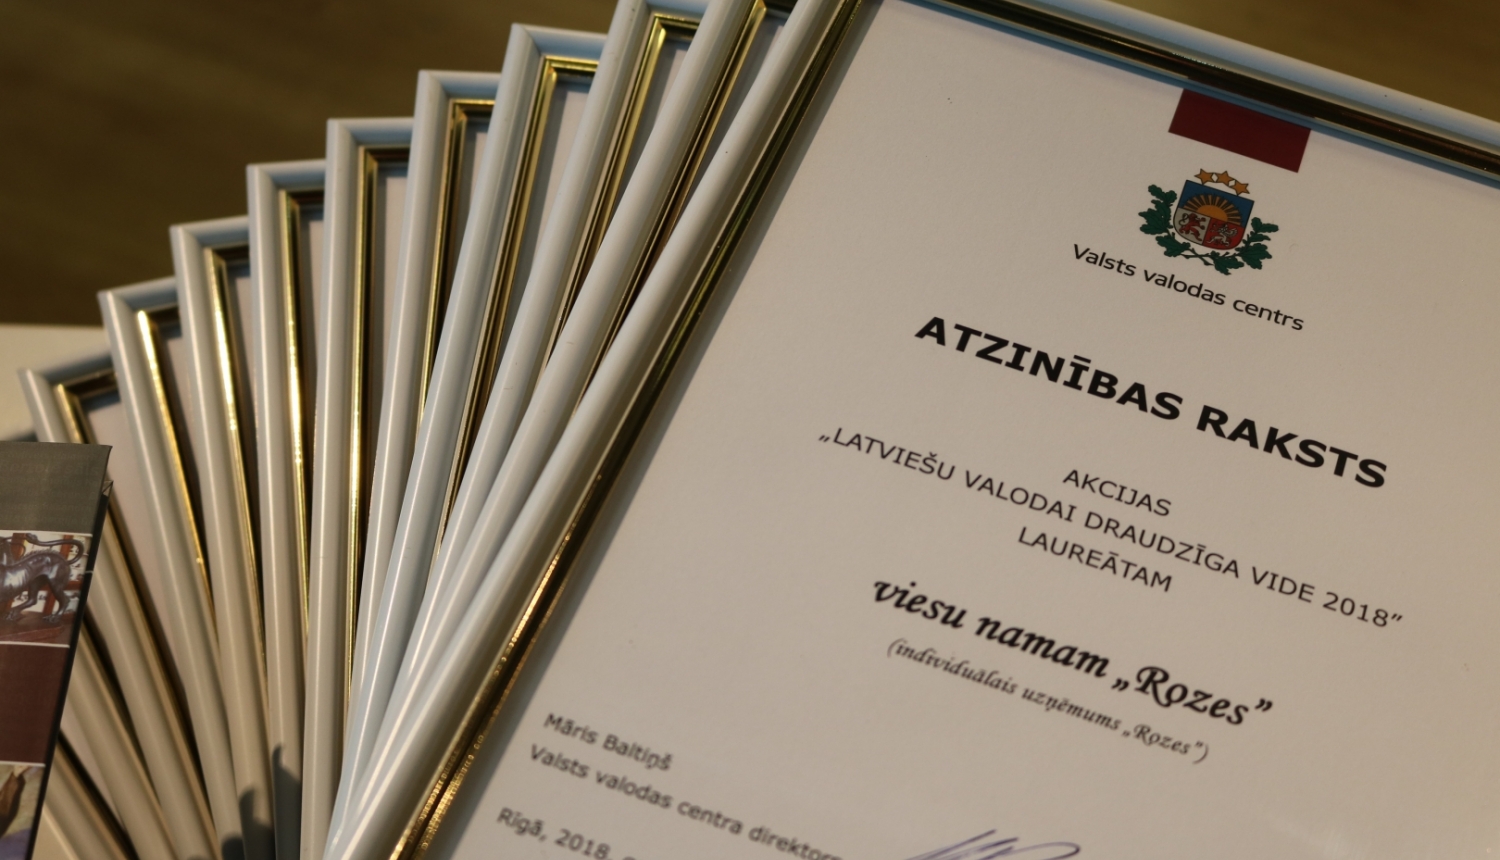 Valsts valodas centrs
ATZINĪBAS RAKSTS
AKCIJAS
„LATVIEŠU VALODAI DRAUDZĪGA VIDE 2018”
LAUREĀTAM
viesu namam „Rozes”
(individuālais uzņēmums „Rozes”)
Māris Baltiņš
Valsts valodas centra direktors
Rīgā, 2018.